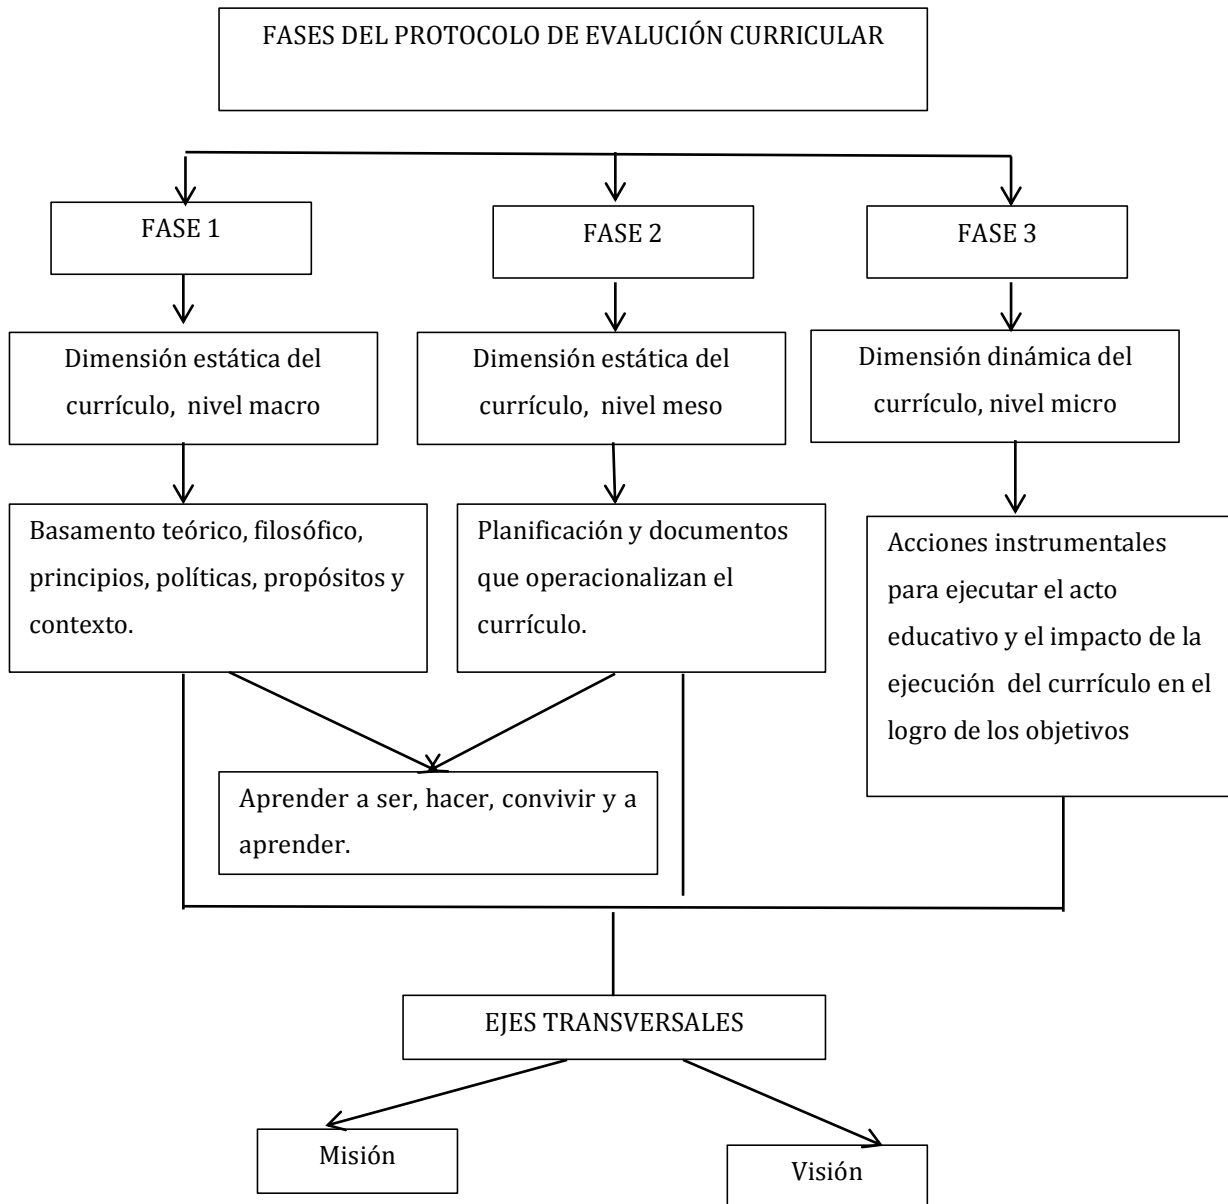 FASES DEL PROTOCOLO DE EVALUCIÓN CURRICULAR
FASE 1
FASE 2
FASE 3
Dimensión estática del
currículo, nivel macro
Dimensión estática del
currículo, nivel meso
Dimensión dinámica del
currículo, nivel micro
Basamento teórico, filosófico,
principios, políticas, propósitos y
contexto.
Planificación y documentos
que operacionalizan el
currículo.
Acciones instrumentales
para ejecutar el acto
educativo y el impacto de la
ejecución del currículo en el
logro de los objetivos
Aprender a ser, hacer, convivir y a
aprender.
EJES TRANSVERSALES
Misión
Visión